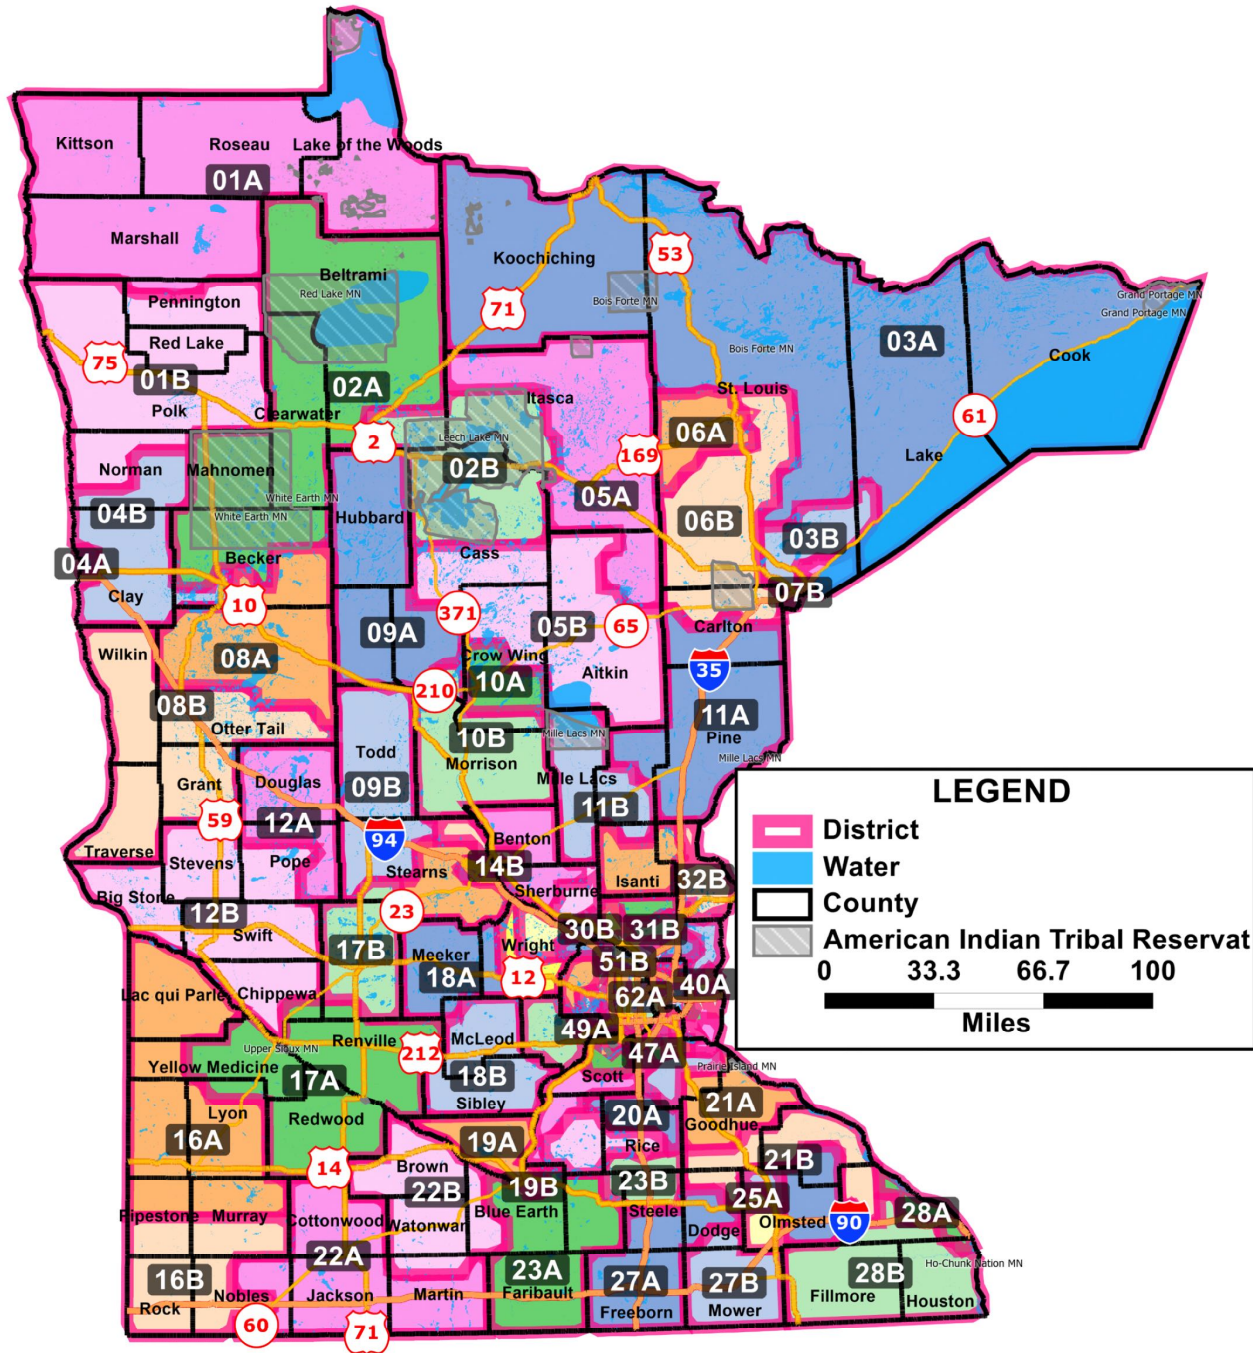 Kittson
Roseau
Lake of the Woods
01A
Marshall
Koochiching
53
Beltrami
Red Lake MN
Bois Forte MN
Grand Portage MN
Grand Portage MN
Pennington
71
Red Lake
Bois Forte MN
03A
Cook
75
01B
02A
St. Louis
Polk
Clearwater
Itasca
61
2
Leech Lake MN
06A
169
Lake
Norman
Mahnomen
02B
White Earth MN
05A
04B
White Earth MN
Hubbard
06B
03B
04A
Becker
Cass
Clay
10
07B
371
09A
05B
65
Carlton
Wilkin
08A
Crow Wing
Aitkin
35
10A
210
08B
11A
Otter Tail
Todd
10B
Mille Lacs MN
Pine
Morrison
Mille Lacs MN
Grant
Douglas
09B
Mille Lacs
11B
59
12A
94
Benton
Traverse
Stevens
Pope
Stearns
14B
Isanti
32B
Big Stone
Sherburne
12B
23
30B
31B
Swift
17B
Meeker
Wright
51B
18A
12
40A
Lac qui Parle
Chippewa
62A
49A
Renville
McLeod
Upper Sioux MN
212
47A
Yellow Medicine
17A
18B
Scott
Prairie Island MN
Sibley
Lyon
Redwood
20A
21A
16A
19A
Rice
Goodhue
14
Brown
21B
22B
19B
23B
25A
Pipestone
Murray
Cottonwood
Watonwan
Blue Earth
Steele
Dodge
Olmsted
90
28A
22A
Ho-Chunk Nation MN
16B
23A
27A
27B
28B
Rock
Nobles
Jackson
Martin
Faribault
Freeborn
Mower
Fillmore
Houston
60
71
LEGEND
District
Water
County
American Indian Tribal Reservat
0 33.3 66.7 100
Miles